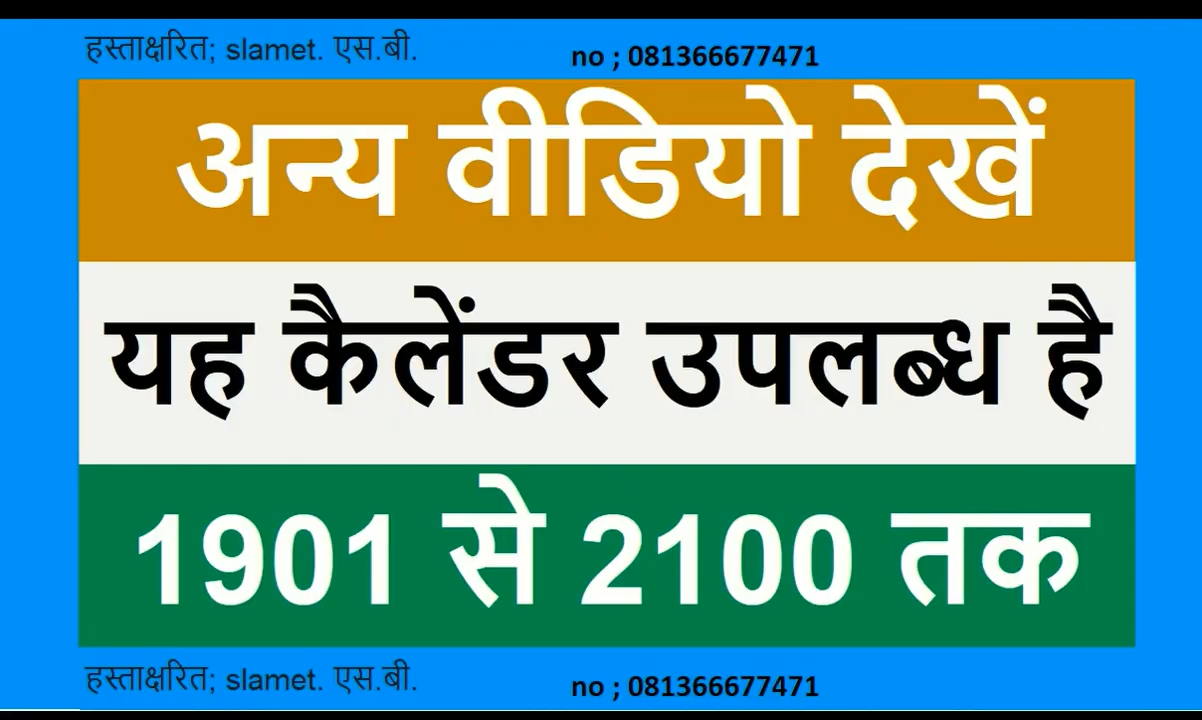 हस्ताक्षरित; slamet. एस.बी. no ; 081366677471
अन्य वीडियो देखें
यह कैलेंडर उपलब्ध है
1901 से 2100 तक
हस्ताक्षरित; slamet. एस.बी. no ; 081366677471